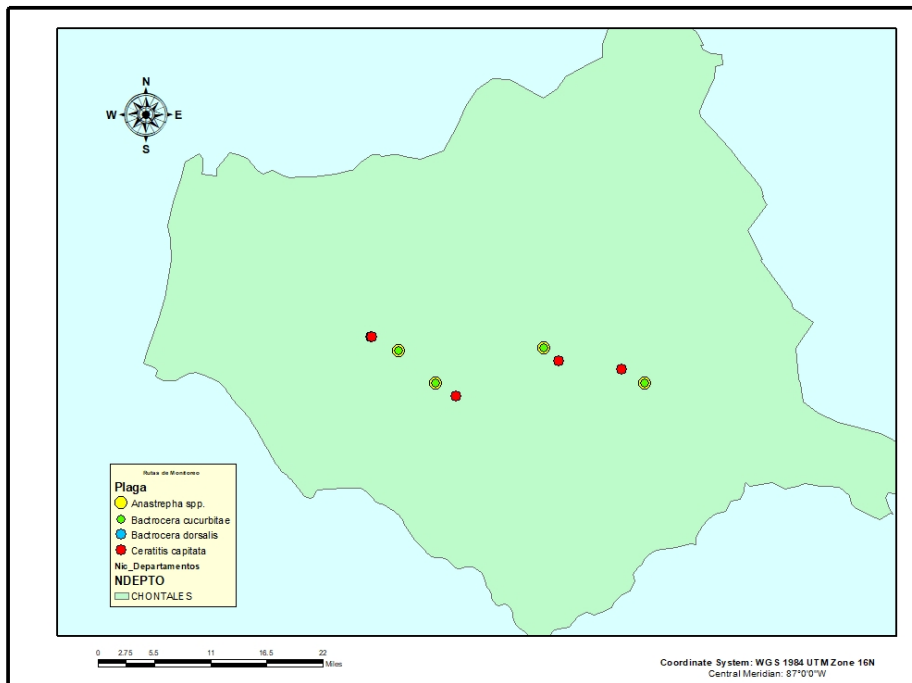 N
W E
S
Rutas de Monitoreo
Plaga
Anastrepha spp.
Bactrocera cucurbitae
Bactrocera dorsalis
Ceratitis capitata
Nic_Departamentos
NDEPTO
CHONTALES
0 2.75 5.5 11 16.5 22
Miles
Coordinate System: WGS 1984 UTM Zone 16N
Central Meridian: 87°0'0"W